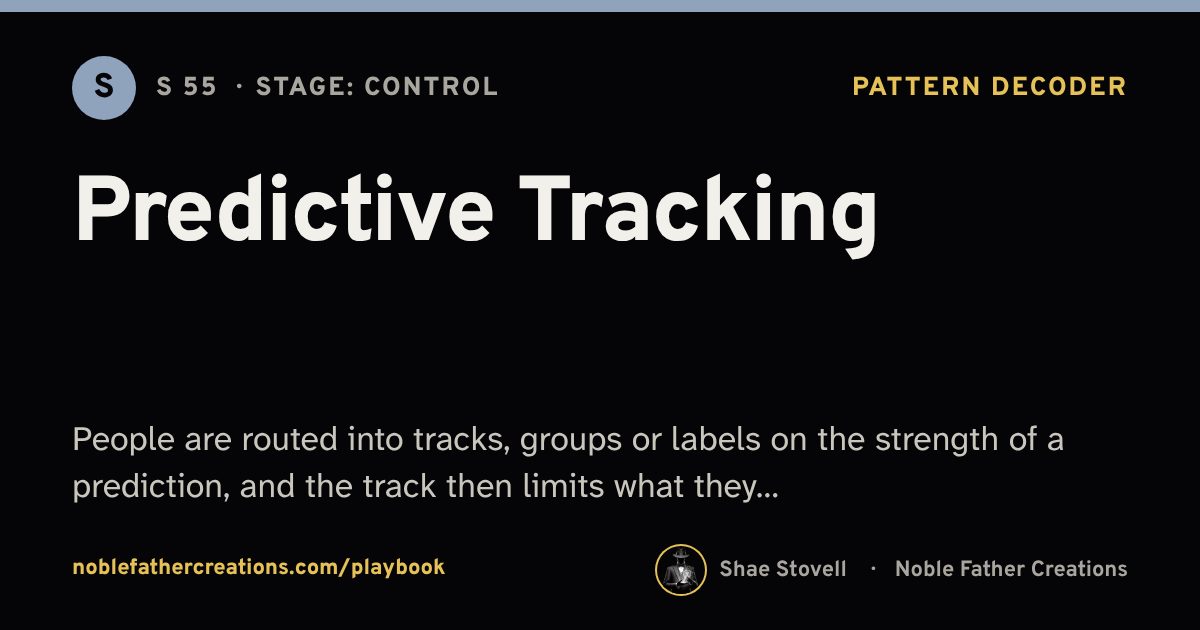 S
S 55 · STAGE: CONTROL
PATTERN DECODER
Predictive Tracking
People are routed into tracks, groups or labels on the strength of a
prediction, and the track then limits what they...
noblefathercreations.com/playbook
Shae Stovell · Noble Father Creations